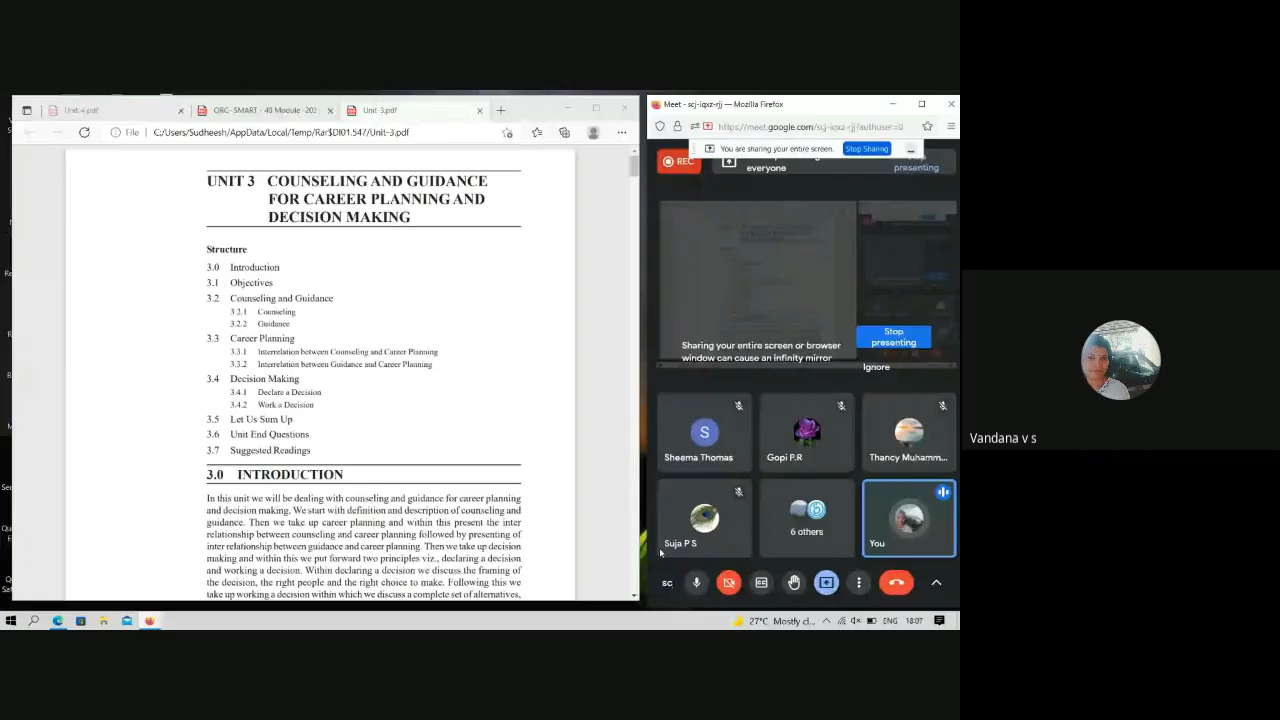 Unit-4.pdf
ORC-SMART - 40 Module -202
Unit-3.pdf
File
C:/Users/Sudheesh/AppData/Local/Temp/Rar$DI01.547/Unit-3.pdf
UNIT 3 COUNSELING AND GUIDANCE
FOR CAREER PLANNING AND
DECISION MAKING
Structure
3.0 Introduction
3.1 Objectives
3.2 Counseling and Guidance
3.2.1 Counseling
3.2.2 Guidance
3.3 Career Planning
3.3.1 Interrelation between Counseling and Career Planning
3.3.2 Interrelation between Guidance and Career Planning
3.4 Decision Making
3.4.1 Declare a Decision
3.4.2 Work a Decision
3.5 Let Us Sum Up
3.6 Unit End Questions
3.7 Suggested Readings
3.0 INTRODUCTION
In this unit we will be dealing with counseling and guidance for career planning
and decision making. We start with definition and description of counseling and
guidance. Then we take up career planning and within this present the inter
relationship between counseling and career planning followed by presenting of
inter relationship between guidance and career planning. Then we take up decision
making and within this we put forward two principles viz., declaring a decision
and working a decision. Within declaring a decision we discuss the framing of
the decision, the right people and the right choice to make. Following this we
take up working a decision within which we discuss a complete set of alternatives,
Meet - scj-iqxz-rjj — Mozilla Firefox
https://meet.google.com/scj-iqxz-rjj?authuser=0
You are sharing your entire screen.
Stop Sharing
REC
everyone
Stop
presenting
Stop
presenting
Sharing your entire screen or browser
window can cause an infinity mirror
Ignore
S
Sheema Thomas
Gopi P.R
Thancy Muhamm...
Suja P S
6 others
You
sc
27°C Mostly cl...
ENG
18:07
Vandana v s